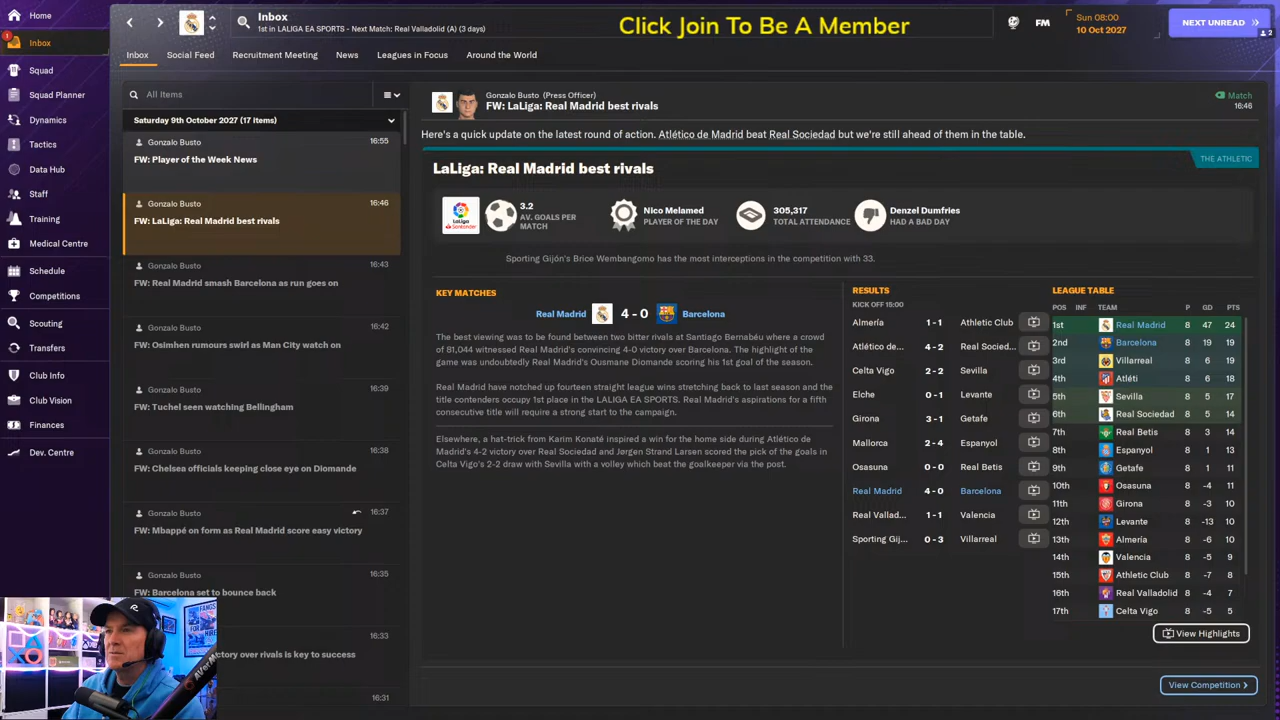 Home
Inbox
1st in LALIGA EA SPORTS - Next Match: Real Valladolid (A) (3 days)
Click Join To Be A Member
FM
Sun 08:00
10 Oct 2027
NEXT UNREAD
2
1
Inbox
Squad
Squad Planner
Dynamics
Tactics
Data Hub
Staff
Training
Medical Centre
Schedule
Competitions
Scouting
Transfers
Club Info
Club Vision
Finances
Dev. Centre
Inbox Social Feed Recruitment Meeting News Leagues in Focus Around the World
All Items
Saturday 9th October 2027 (17 items)
Gonzalo Busto 16:55
FW: Player of the Week News
Gonzalo Busto 16:46
FW: LaLiga: Real Madrid best rivals
Gonzalo Busto 16:43
FW: Real Madrid smash Barcelona as run goes on
Gonzalo Busto 16:42
FW: Osimhen rumours swirl as Man City watch on
Gonzalo Busto 16:39
FW: Tuchel seen watching Bellingham
Gonzalo Busto 16:38
FW: Chelsea officials keeping close eye on Diomande
Gonzalo Busto 16:37
FW: Mbappé on form as Real Madrid score easy victory
Gonzalo Busto 16:35
FW: Barcelona set to bounce back
16:33
ctory over rivals is key to success
16:31
Gonzalo Busto (Press Officer)
FW: LaLiga: Real Madrid best rivals
Match
16:46
Here's a quick update on the latest round of action. Atlético de Madrid beat Real Sociedad but we're still ahead of them in the table.
THE ATHLETIC
LaLiga: Real Madrid best rivals
LaLiga
Santander
3.2
AV. GOALS PER
MATCH
Nico Melamed
PLAYER OF THE DAY
305,317
TOTAL ATTENDANCE
Denzel Dumfries
HAD A BAD DAY
Sporting Gijón's Brice Wembangomo has the most interceptions in the competition with 33.
KEY MATCHES
Real Madrid 4 - 0 Barcelona
The best viewing was to be found between two bitter rivals at Santiago Bernabéu where a crowd
of 81,044 witnessed Real Madrid's convincing 4-0 victory over Barcelona. The highlight of the
game was undoubtedly Real Madrid's Ousmane Diomande scoring his 1st goal of the season.
Real Madrid have notched up fourteen straight league wins stretching back to last season and the
title contenders occupy 1st place in the LALIGA EA SPORTS. Real Madrid's aspirations for a fifth
consecutive title will require a strong start to the campaign.
Elsewhere, a hat-trick from Karim Konaté inspired a win for the home side during Atlético de
Madrid's 4-2 victory over Real Sociedad and Jørgen Strand Larsen scored the pick of the goals in
Celta Vigo's 2-2 draw with Sevilla with a volley which beat the goalkeeper via the post.
RESULTS
KICK OFF 15:00
Almería 1 - 1 Athletic Club
Atlético de... 4 - 2 Real Socied...
Celta Vigo 2 - 2 Sevilla
Elche 0 - 1 Levante
Girona 3 - 1 Getafe
Mallorca 2 - 4 Espanyol
Osasuna 0 - 0 Real Betis
Real Madrid 4 - 0 Barcelona
Real Vallad... 1 - 1 Valencia
Sporting Gij... 0 - 3 Villarreal
LEAGUE TABLE
POS INF TEAM P GD PTS
1st Real Madrid 8 47 24
2nd Barcelona 8 19 19
3rd Villarreal 8 6 19
4th Atléti 8 6 18
5th Sevilla 8 5 17
6th Real Sociedad 8 5 14
7th Real Betis 8 3 14
8th Espanyol 8 1 13
9th Getafe 8 1 11
10th Osasuna 8 -4 11
11th Girona 8 -3 10
12th Levante 8 -13 10
13th Almería 8 -6 10
14th Valencia 8 -5 9
15th Athletic Club 8 -7 8
16th Real Valladolid 8 -4 7
17th Celta Vigo 8 -5 5
View Highlights
View Competition
FANGS
FOR
HIRE
AVerM